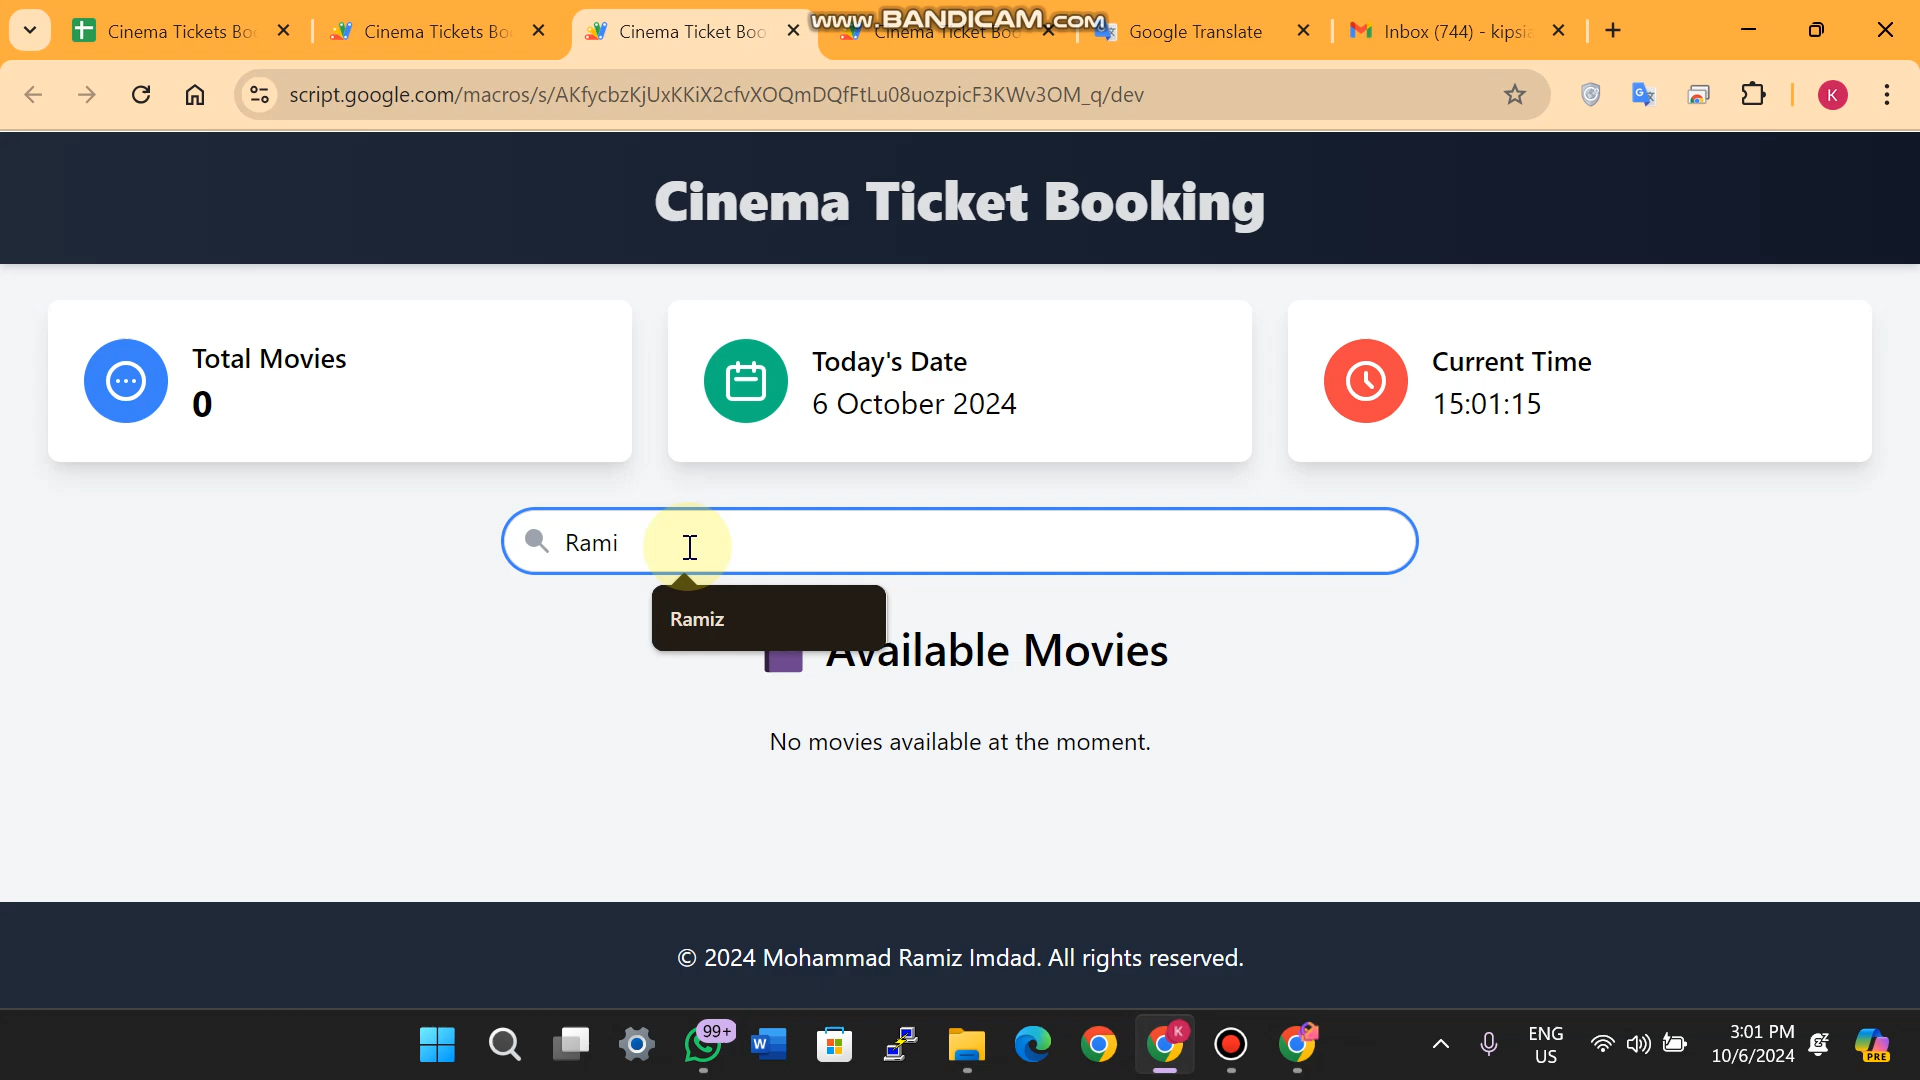 www.BANDICAM.com
Cinema Tickets Bo
Cinema Tickets Bo
Cinema Ticket Boo
Cinema Ticket Boo
Google Translate
Inbox (744) - kipsia
script.google.com/macros/s/AKfycbzKjUxKKiX2cfvXOQmDQfFtLu08uozpicF3KWv3OM_q/dev
K
Cinema Ticket Booking
Total Movies
0
Today's Date
6 October 2024
Current Time
15:01:15
Rami
Ramiz
Available Movies
No movies available at the moment.
© 2024 Mohammad Ramiz Imdad. All rights reserved.
99+
W
K
ENG
US
3:01 PM
10/6/2024
PRE